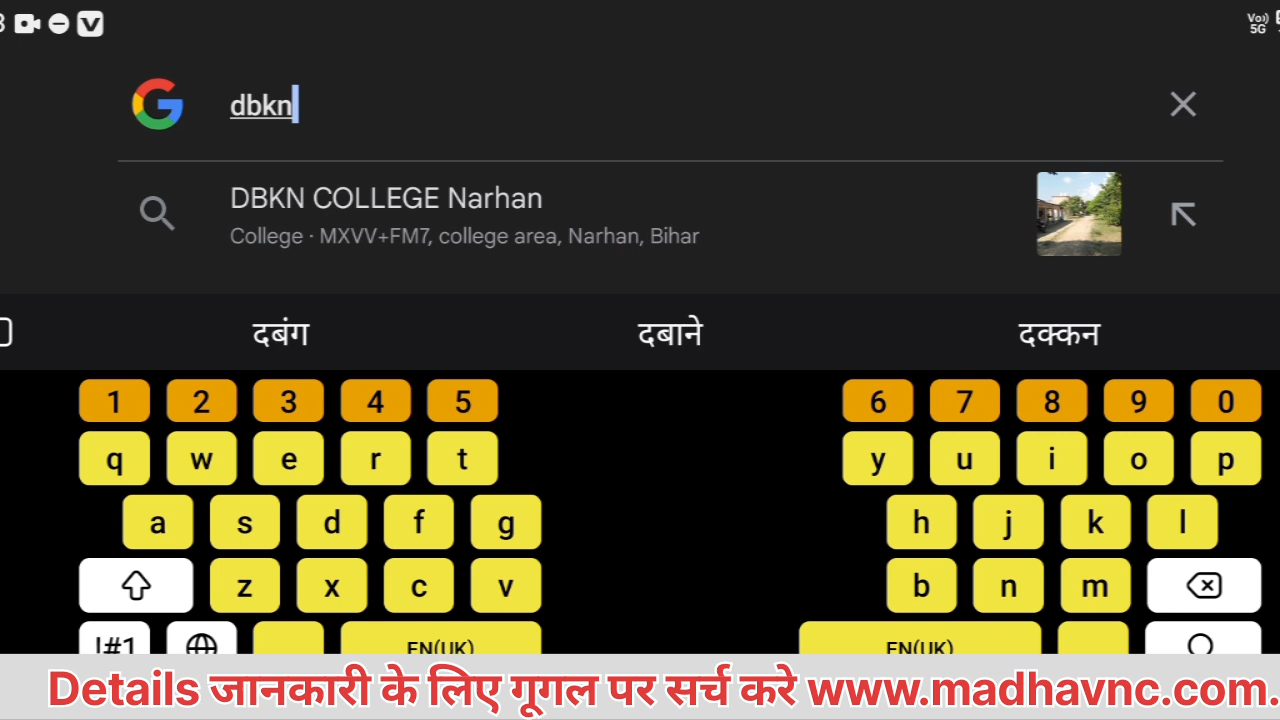 Vo)) 5G
dbkn
DBKN COLLEGE Narhan
College · MXVV+FM7, college area, Narhan, Bihar
दबंग दबाने दक्कन
1 2 3 4 5 6 7 8 9 0
q w e r t y u i o p
a s d f g h j k l
z x c v b n m
!#1 EN(UK) EN(UK)
Details जानकारी के लिए गूगल पर सर्च करे www.madhavnc.com.